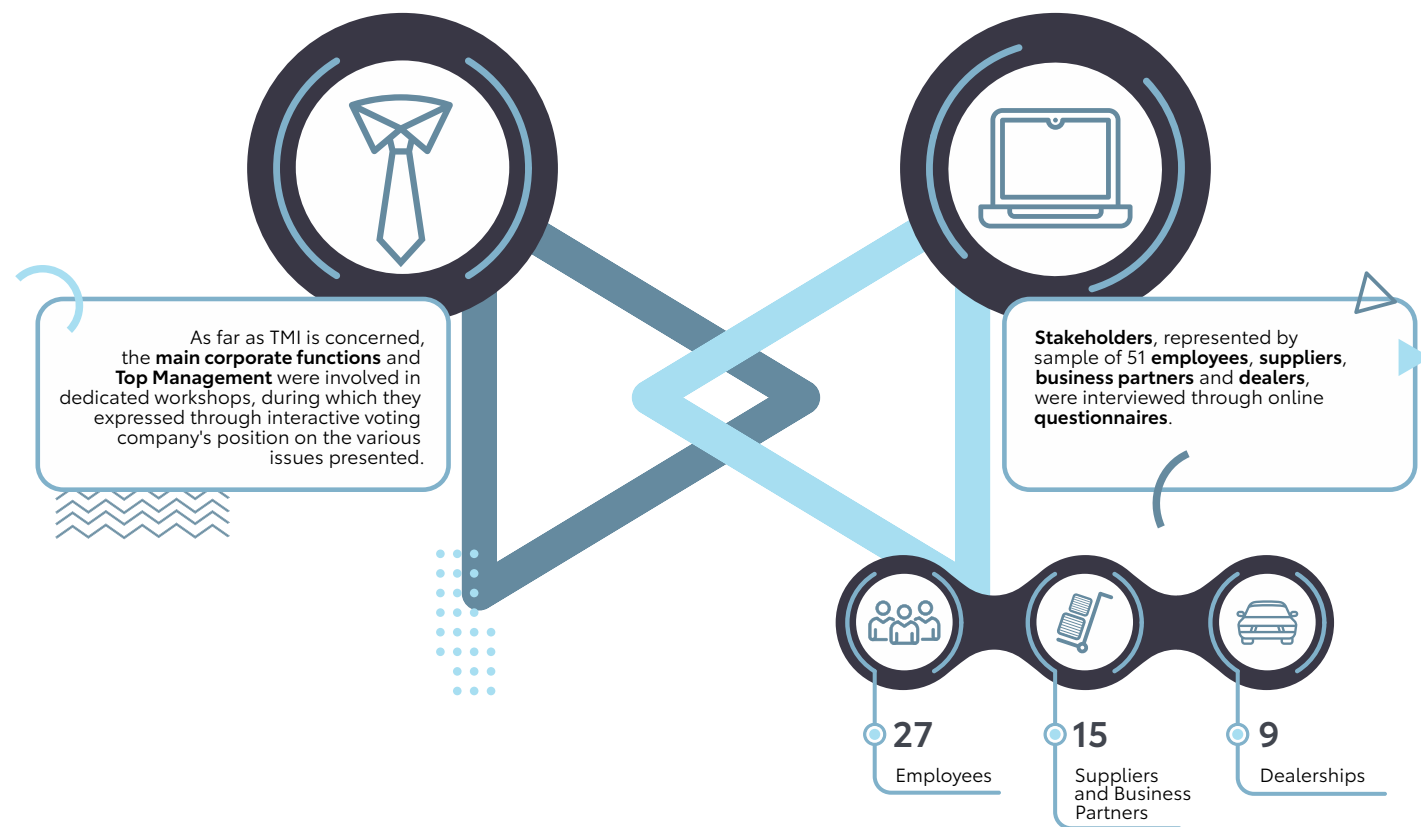 As far as TMI is concerned,
the main corporate functions and
Top Management were involved in
dedicated workshops, during which they
expressed through interactive voting
company's position on the various
issues presented.
Stakeholders, represented by
sample of 51 employees, suppliers,
business partners and dealers,
were interviewed through online
questionnaires.
27
Employees
15
Suppliers
and Business
Partners
9
Dealerships